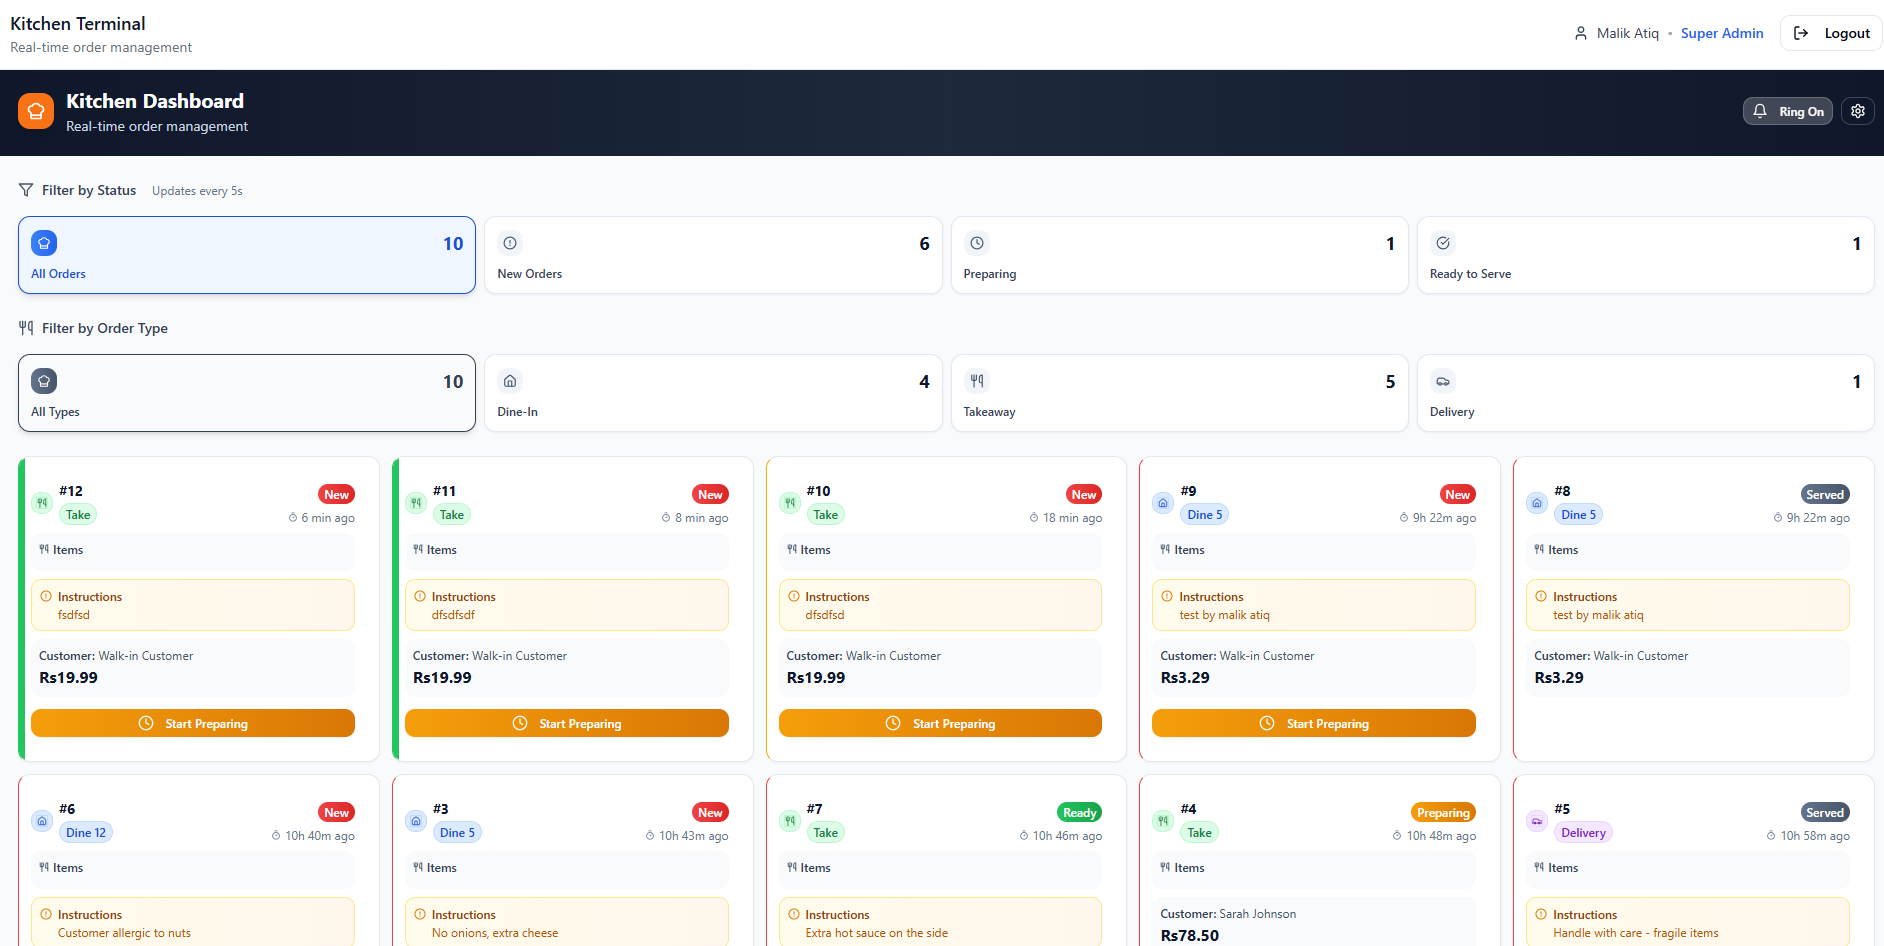 Kitchen Terminal
Real-time order management
Malik Atiq • Super Admin
Logout
Kitchen Dashboard
Real-time order management
Ring On
Filter by Status Updates every 5s
10
All Orders
6
New Orders
1
Preparing
1
Ready to Serve
Filter by Order Type
10
All Types
4
Dine-In
5
Takeaway
1
Delivery
#12
New
Take
6 min ago
Items
Instructions
fsdfsd
Customer: Walk-in Customer
Rs19.99
Start Preparing
#11
New
Take
8 min ago
Items
Instructions
dfsdfsdf
Customer: Walk-in Customer
Rs19.99
Start Preparing
#10
New
Take
18 min ago
Items
Instructions
dfsdfsd
Customer: Walk-in Customer
Rs19.99
Start Preparing
#9
New
Dine 5
9h 22m ago
Items
Instructions
test by malik atiq
Customer: Walk-in Customer
Rs3.29
Start Preparing
#8
Served
Dine 5
9h 22m ago
Items
Instructions
test by malik atiq
Customer: Walk-in Customer
Rs3.29
#6
New
Dine 12
10h 40m ago
Items
Instructions
Customer allergic to nuts
#3
New
Dine 5
10h 43m ago
Items
Instructions
No onions, extra cheese
#7
Ready
Take
10h 46m ago
Items
Instructions
Extra hot sauce on the side
#4
Preparing
Take
10h 48m ago
Items
Customer: Sarah Johnson
Rs78.50
#5
Served
Delivery
10h 58m ago
Items
Instructions
Handle with care - fragile items